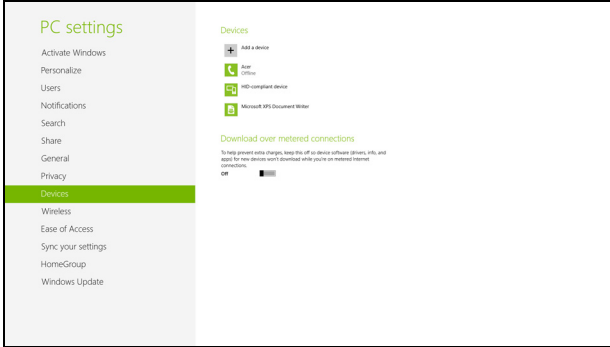 PC settings
Activate Windows
Personalize
Users
Notifications
Search
Share
General
Privacy
Devices
Wireless
Ease of Access
Sync your settings
HomeGroup
Windows Update
Devices
Add a device
Acer
Offline
HID-compliant device
Microsoft XPS Document Writer
Download over metered connections
To help prevent extra charges, keep this off so device software (drivers, info, and
apps) for new devices won't download while you're on metered Internet
connections.
Off